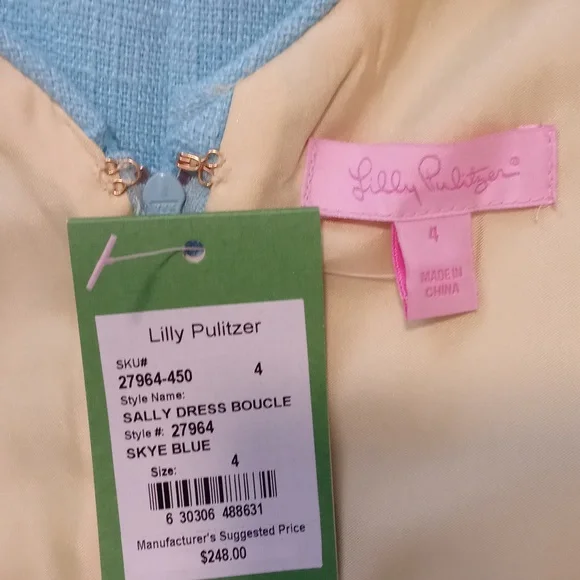 Lilly Pulitzer
4
MADE IN
CHINA
Lilly Pulitzer
SKU#
27964-450 4
Style Name:
SALLY DRESS BOUCLE
Style #: 27964
SKYE BLUE
Size: 4
6 30306 488631
Manufacturer's Suggested Price
$248.00